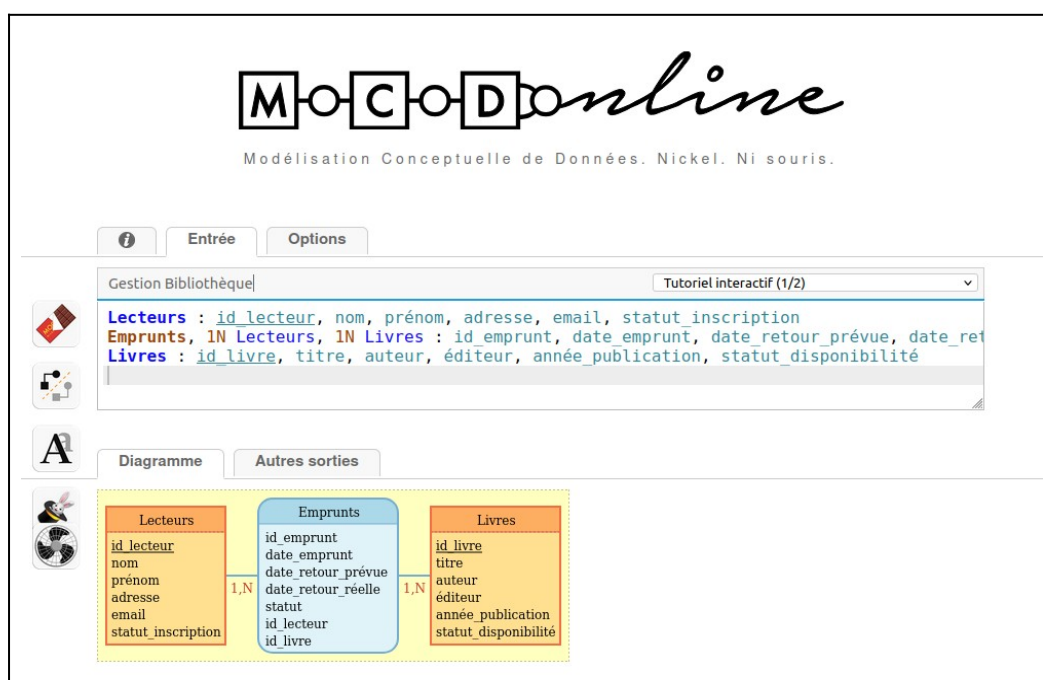 MOCODonline
Modélisation Conceptuelle de Données. Nickel. Ni souris.
Entrée
Options
Gestion Bibliothèque
Tutoriel interactif (1/2)
Lecteurs : id_lecteur, nom, prénom, adresse, email, statut_inscription
Emprunts, 1N Lecteurs, 1N Livres : id_emprunt, date_emprunt, date_retour_prévue, date_ret
Livres : id_livre, titre, auteur, éditeur, année_publication, statut_disponibilité
Aa
Diagramme
Autres sorties
Lecteurs
id_lecteur
nom
prénom
adresse
email
statut_inscription
1,N
Emprunts
id_emprunt
date_emprunt
date_retour_prévue
date_retour_réelle
statut
id_lecteur
id_livre
1,N
Livres
id_livre
titre
auteur
éditeur
année_publication
statut_disponibilité